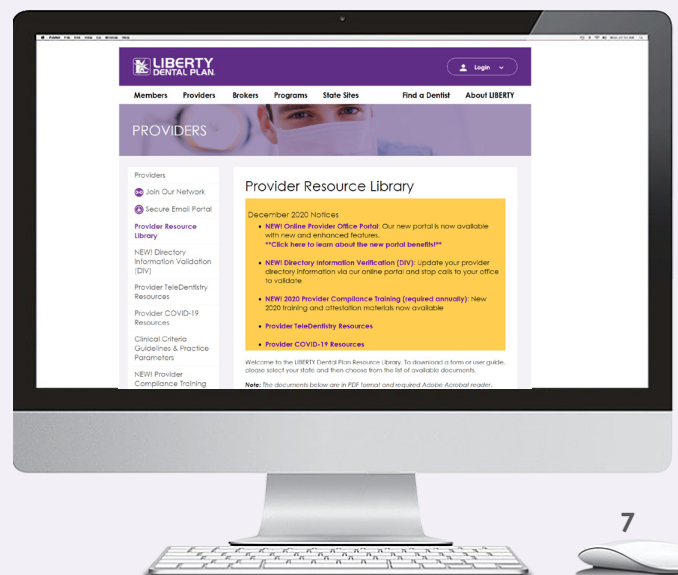 LIBERTY
DENTAL PLAN.
Login
Members Providers Brokers Programs State Sites Find a Dentist About LIBERTY
PROVIDERS
Providers
Join Our Network
Secure Email Portal
Provider Resource
Library
NEW! Directory
Information Validation
(DIV)
Provider TeleDentistry
Resources
Provider COVID-19
Resources
Clinical Criteria
Guidelines & Practice
Parameters
NEW! Provider
Compliance Training
Provider Resource Library
December 2020 Notices
• NEW! Online Provider Office Portal: Our new portal is now available
with new and enhanced features.
**Click here to learn about the new portal benefits!**
• NEW! Directory Information Verification (DIV): Update your provider
directory information via our online portal and stop calls to your office
to validate
• NEW! 2020 Provider Compliance Training (required annually): New
2020 training and attestation materials now available
• Provider TeleDentistry Resources
• Provider COVID-19 Resources
Welcome to the LIBERTY Dental Plan Resource Library. To download a form or user guide,
please select your state and then choose from the list of available documents.
Note: The documents below are in PDF format and required Adobe Acrobat reader.
7